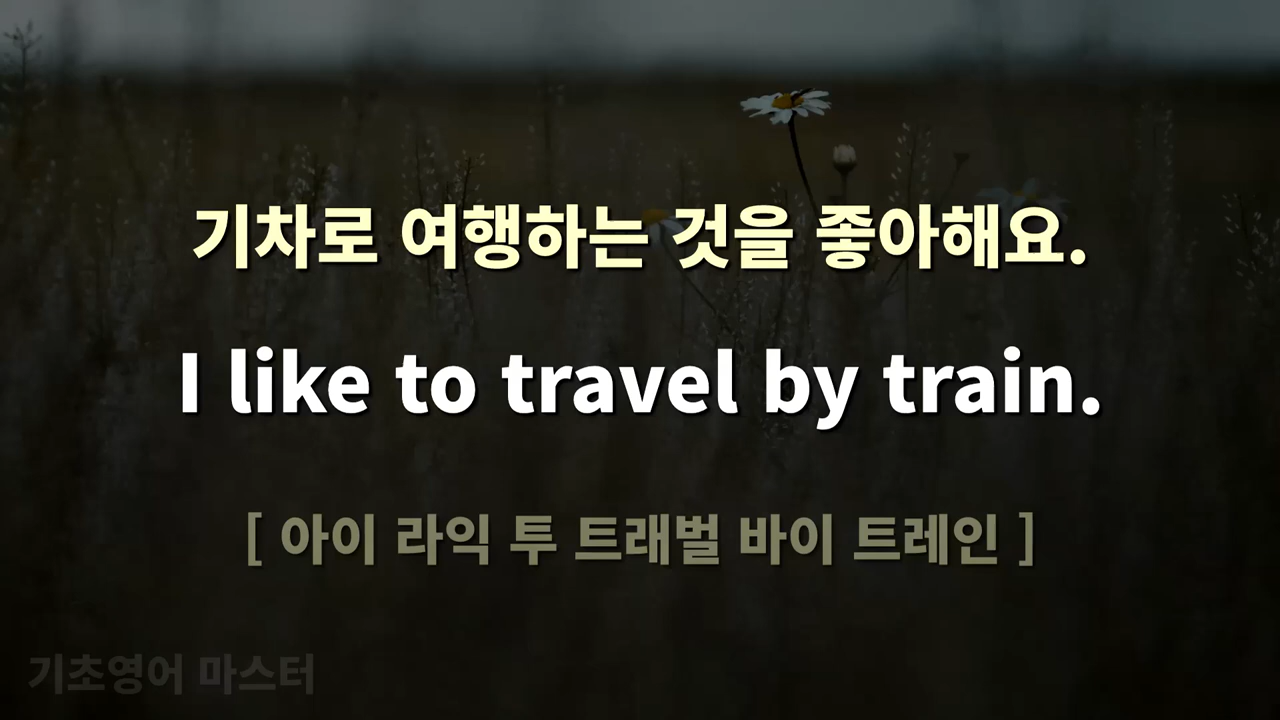 기차로 여행하는 것을 좋아해요.
I like to travel by train.
[ 아이 라익 투 트래벌 바이 트레인 ]
기초영어 마스터